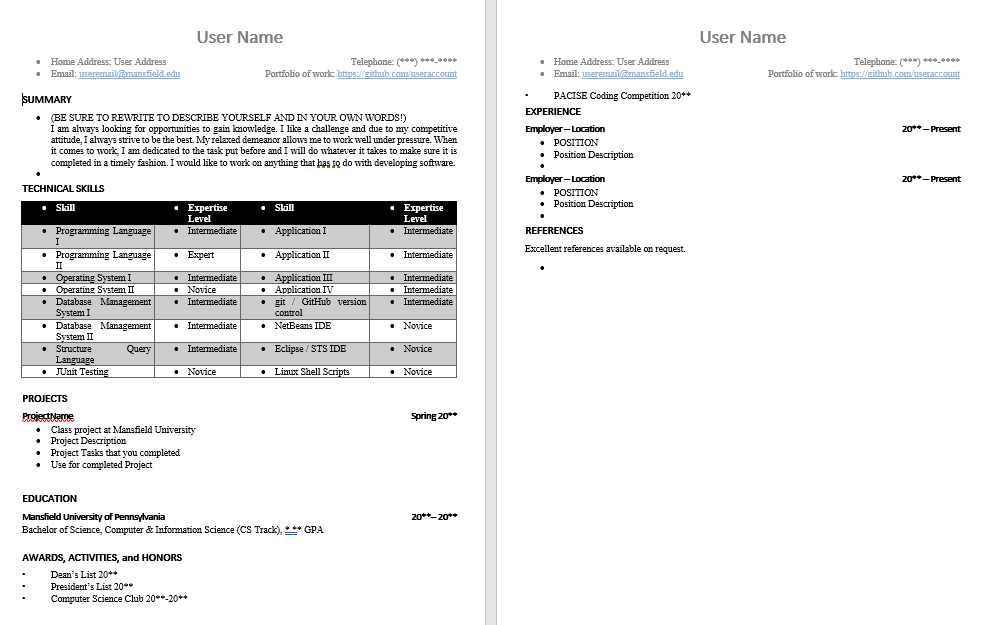 User Name
• Home Address: User Address Telephone: (***) ***-****
• Email: useremail@mansfield.edu Portfolio of work: https://github.com/useraccount
SUMMARY
• (BE SURE TO REWRITE TO DESCRIBE YOURSELF AND IN YOUR OWN WORDS!)
I am always looking for opportunities to gain knowledge. I like a challenge and due to my competitive
attitude, I always strive to be the best. My relaxed demeanor allows me to work well under pressure. When
it comes to work, I am dedicated to the task put before and I will do whatever it takes to make sure it is
completed in a timely fashion. I would like to work on anything that has to do with developing software.
•
TECHNICAL SKILLS
• Skill • Expertise Level • Skill • Expertise Level
• Programming Language I • Intermediate • Application I • Intermediate
• Programming Language II • Expert • Application II • Intermediate
• Operating System I • Intermediate • Application III • Intermediate
• Operating System II • Novice • Application IV • Intermediate
• Database Management System I • Intermediate • git / GitHub version control • Intermediate
• Database Management System II • Intermediate • NetBeans IDE • Novice
• Structure Query Language • Intermediate • Eclipse / STS IDE • Novice
• JUnit Testing • Novice • Linux Shell Scripts • Novice
PROJECTS
ProjectName Spring 20**
• Class project at Mansfield University
• Project Description
• Project Tasks that you completed
• Use for completed Project
EDUCATION
Mansfield University of Pennsylvania 20**– 20**
Bachelor of Science, Computer & Information Science (CS Track), *.** GPA
AWARDS, ACTIVITIES, and HONORS
• Dean's List 20**
• President's List 20**
• Computer Science Club 20**-20**
User Name
• Home Address: User Address Telephone: (***) ***-****
• Email: useremail@mansfield.edu Portfolio of work: https://github.com/useraccount
• PACISE Coding Competition 20**
EXPERIENCE
Employer – Location 20** – Present
• POSITION
• Position Description
•
Employer – Location 20** – Present
• POSITION
• Position Description
•
REFERENCES
Excellent references available on request.
•